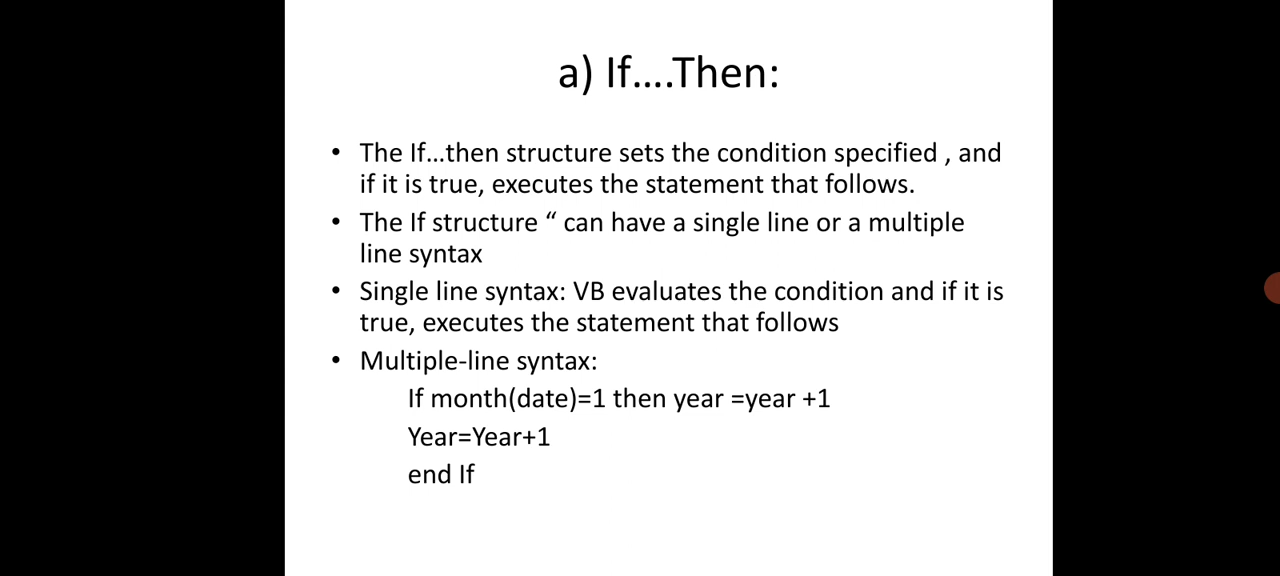 a) If....Then:
• The If...then structure sets the condition specified , and
if it is true, executes the statement that follows.
• The If structure “ can have a single line or a multiple
line syntax
• Single line syntax: VB evaluates the condition and if it is
true, executes the statement that follows
• Multiple-line syntax:
If month(date)=1 then year =year +1
Year=Year+1
end If